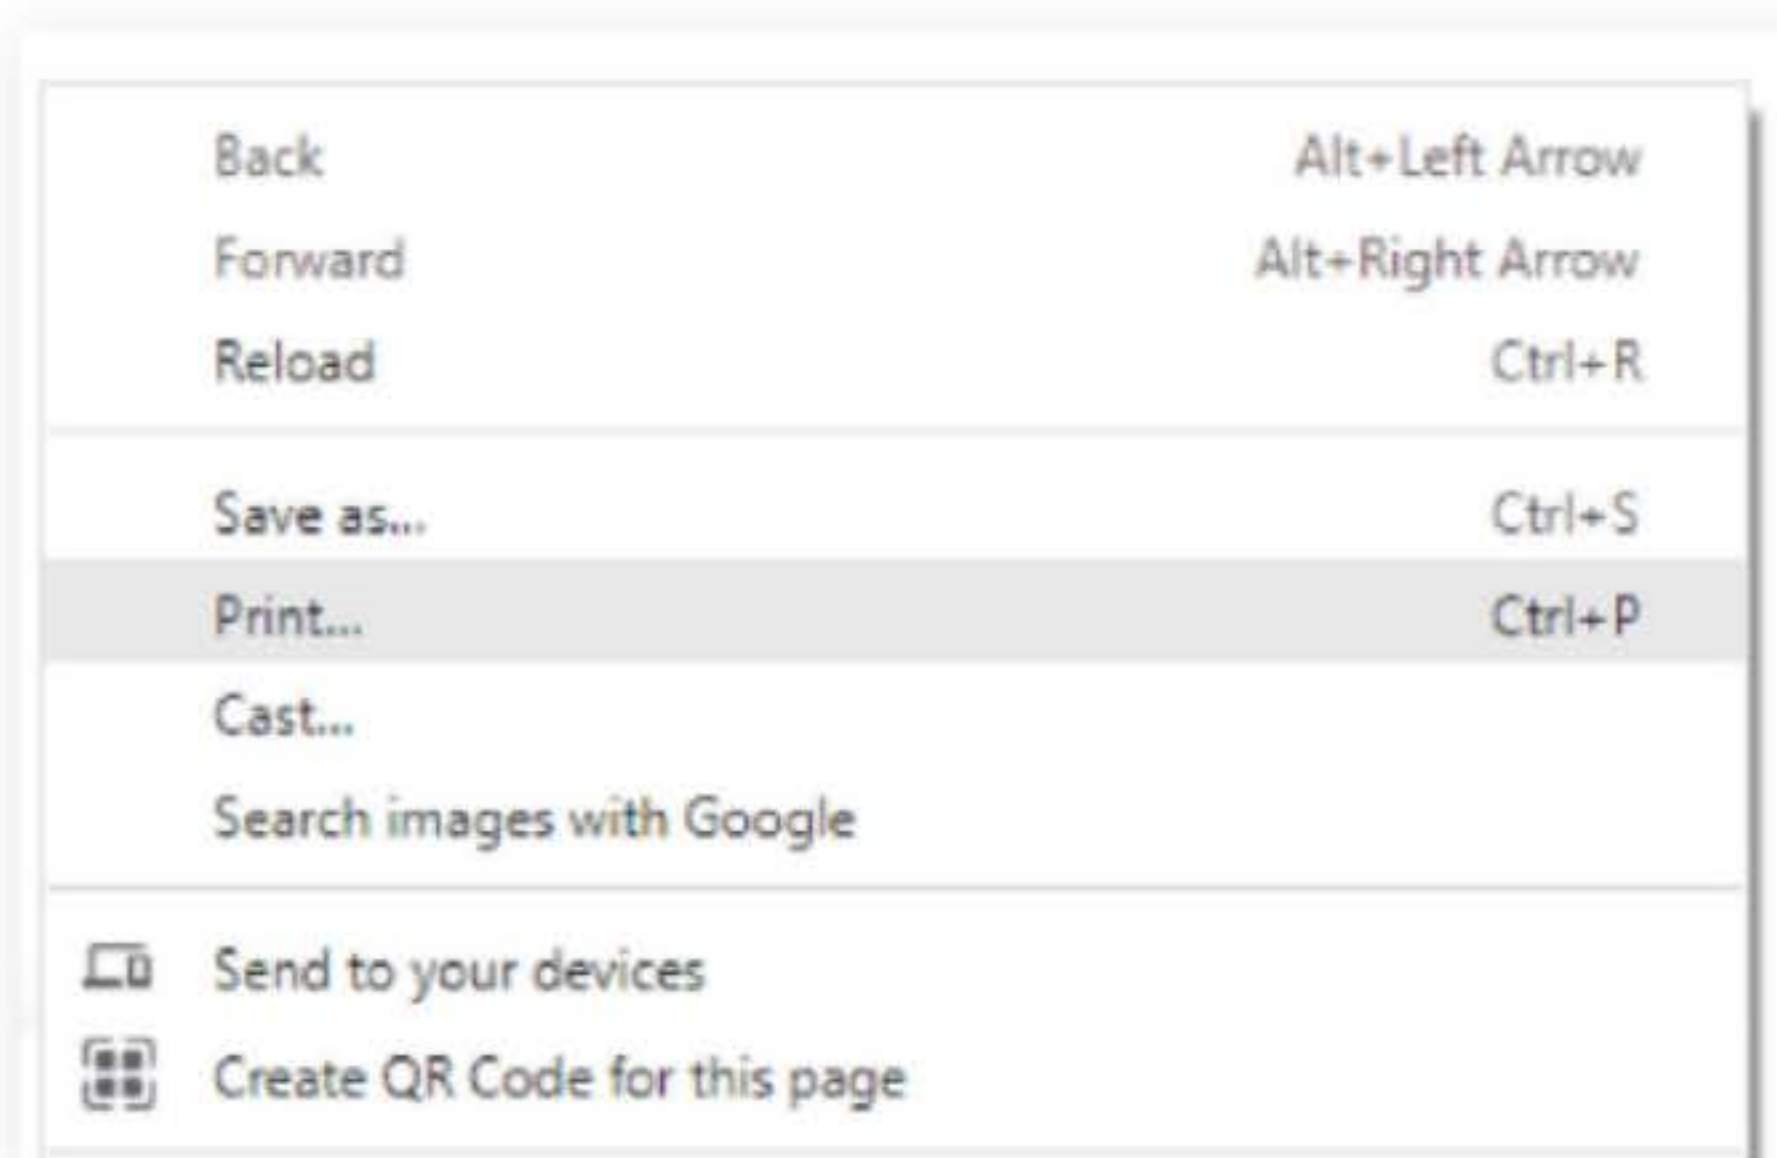 Back Alt+Left Arrow
Forward Alt+Right Arrow
Reload Ctrl+R
Save as... Ctrl+S
Print... Ctrl+P
Cast...
Search images with Google
Send to your devices
Create QR Code for this page